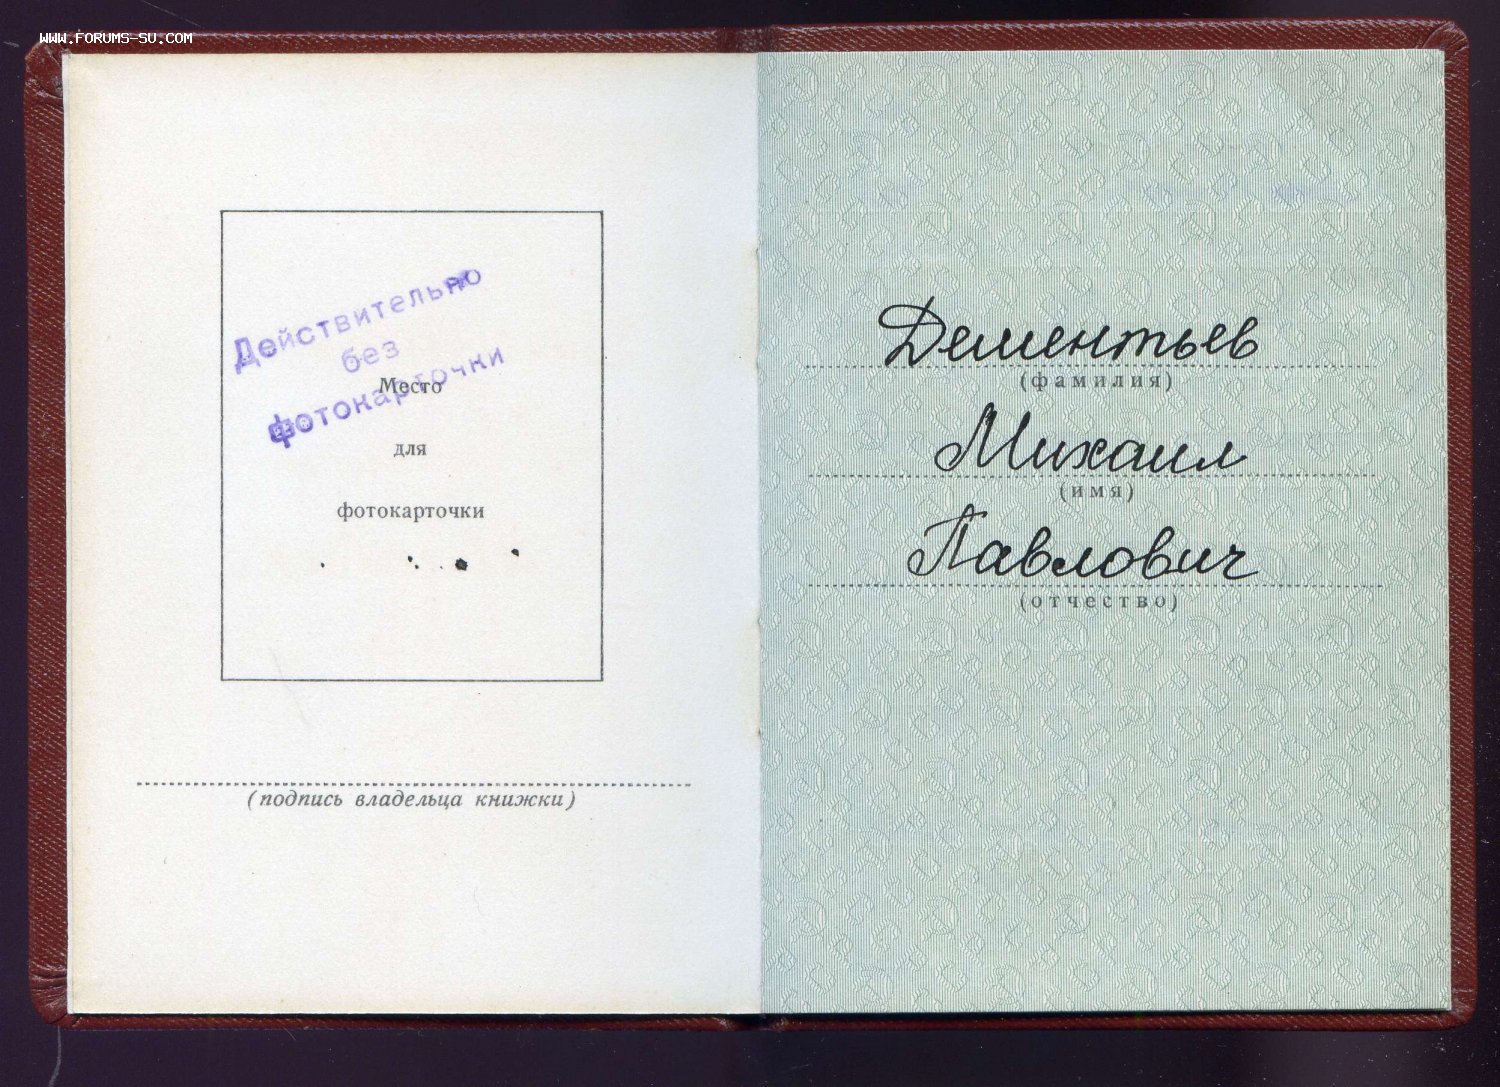 WWW.FORUMS-SU.COM
Действительно
без
фотокарточки
Место
для
фотокарточки
(подпись владельца книжки)
Дементьев
(фамилия)
Михаил
(имя)
Павлович
(отчество)